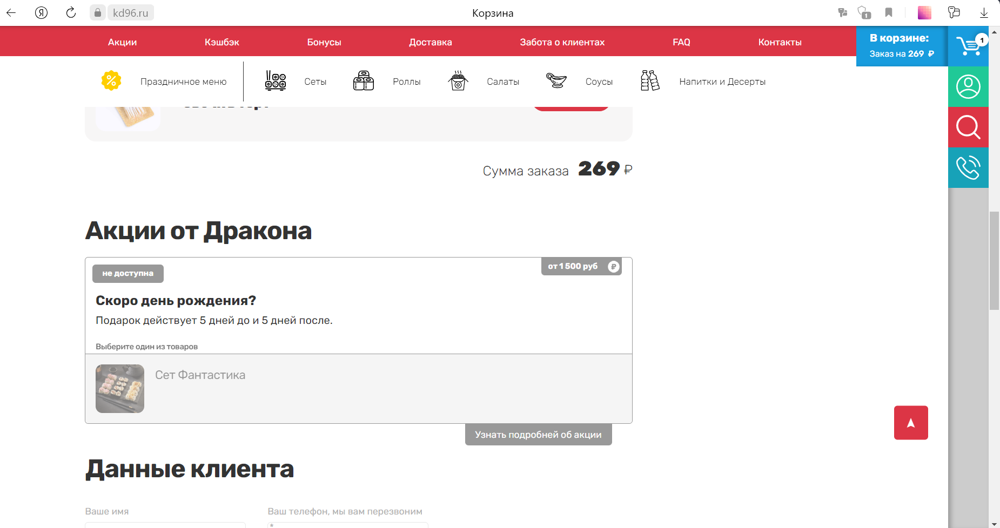 kd96.ru
Корзина
1
Акции
Кэшбэк
Бонусы
Доставка
Забота о клиентах
FAQ
Контакты
В корзине:
Заказ на 269 ₽
1
Праздничное меню
Сеты
Роллы
Салаты
Соусы
Напитки и Десерты
Сумма заказа 269 ₽
Акции от Дракона
не доступна
от 1 500 руб ₽
Скоро день рождения?
Подарок действует 5 дней до и 5 дней после.
Выберите один из товаров
Сет Фантастика
Узнать подробней об акции
Данные клиента
Ваше имя
Ваш телефон, мы вам перезвоним
*